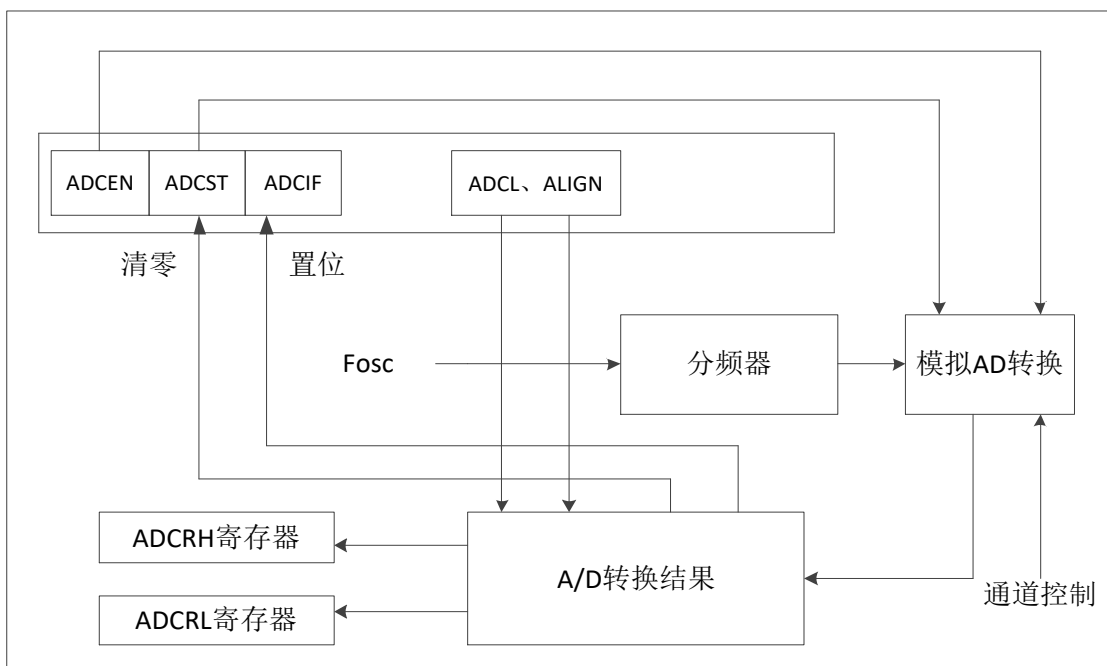 ADCEN
ADCST
ADCIF
ADCL、ALIGN
清零
置位
Fosc
分频器
模拟AD转换
ADCRH寄存器
A/D转换结果
ADCRL寄存器
通道控制